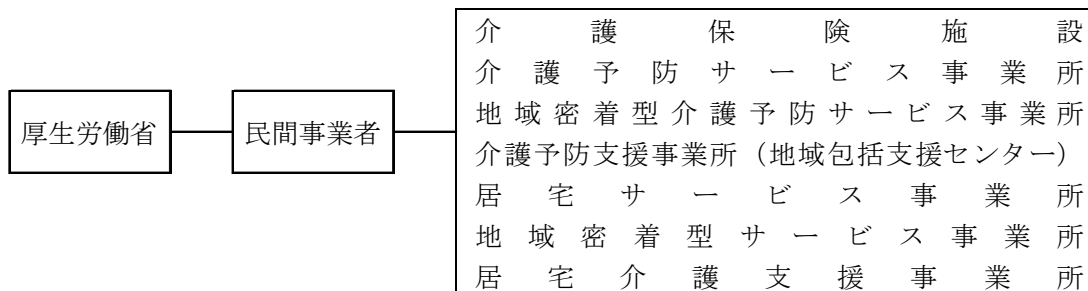 厚生労働省
民間事業者
介護保険施設
介護予防サービス事業所
地域密着型介護予防サービス事業所
介護予防支援事業所（地域包括支援センター）
居宅サービス事業所
地域密着型サービス事業所
居宅介護支援事業所